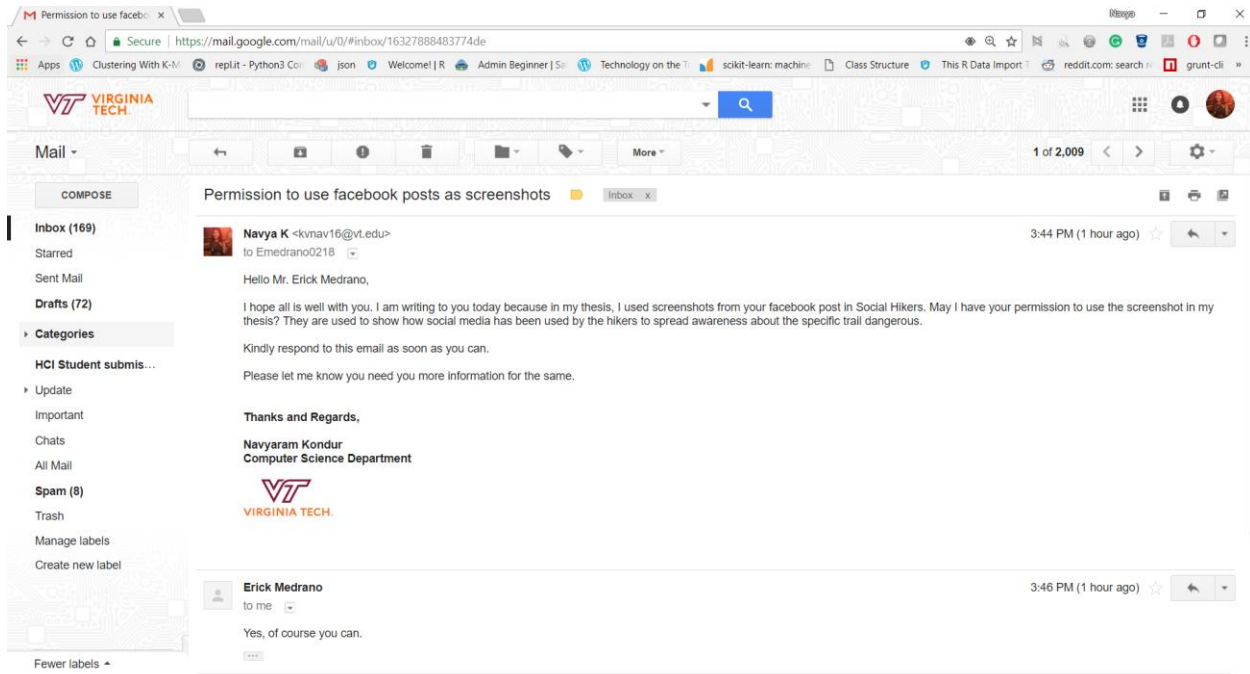 Permission to use facebo
Navya
Secure | https://mail.google.com/mail/u/0/#inbox/16327888483774de
Apps Clustering With K-M repl.it - Python3 Con json Welcome! | R Admin Beginner | Sa Technology on the T scikit-learn: machine Class Structure This R Data Import T reddit.com: search r grunt-cli »
VT VIRGINIA
TECH.
Mail
More
1 of 2,009
COMPOSE
Permission to use facebook posts as screenshots Inbox x
Inbox (169)
Starred
Sent Mail
Drafts (72)
Categories
HCI Student submis...
Update
Important
Chats
All Mail
Spam (8)
Trash
Manage labels
Create new label
Fewer labels
Navya K <kvnav16@vt.edu> 3:44 PM (1 hour ago)
to Emedrano0218
Hello Mr. Erick Medrano,
I hope all is well with you. I am writing to you today because in my thesis, I used screenshots from your facebook post in Social Hikers. May I have your permission to use the screenshot in my
thesis? They are used to show how social media has been used by the hikers to spread awareness about the specific trail dangerous.
Kindly respond to this email as soon as you can.
Please let me know you need you more information for the same.
Thanks and Regards,
Navyaram Kondur
Computer Science Department
VT
VIRGINIA TECH.
Erick Medrano 3:46 PM (1 hour ago)
to me
Yes, of course you can.